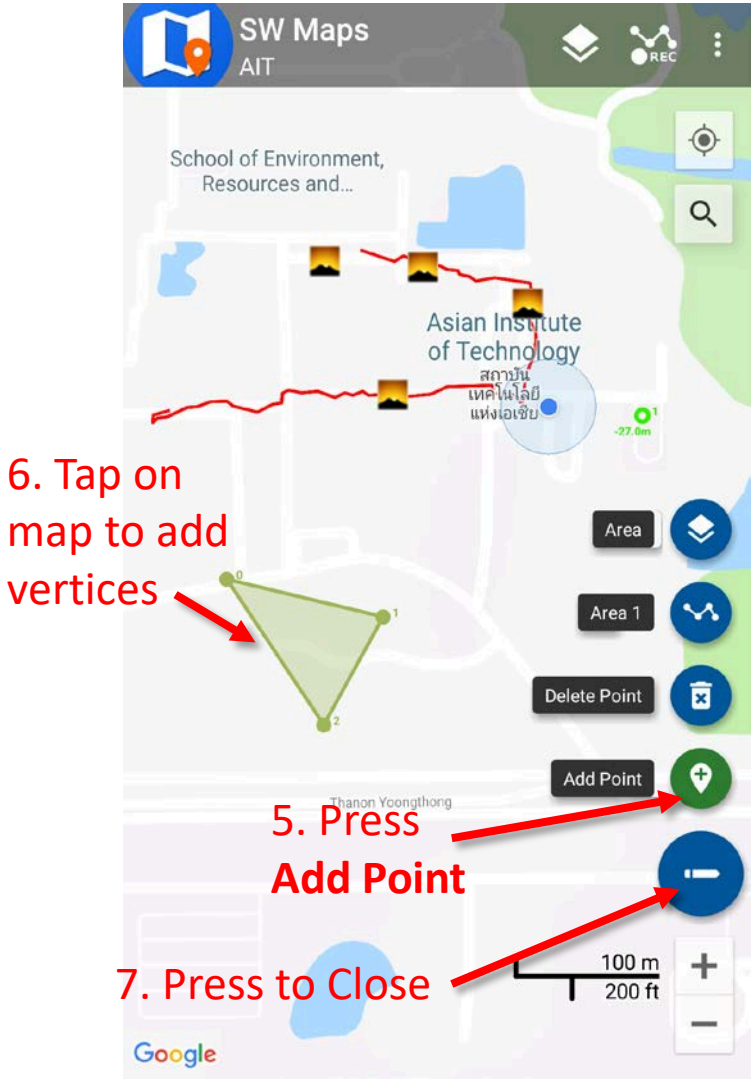 SW Maps
AIT
REC
School of Environment,
Resources and...
Asian Institute
of Technology
สถาบัน
เทคโนโลยี
แห่งเอเชีย
1
-27.0m
6. Tap on
map to add
vertices
Area
0
1
Area 1
Delete Point
2
Add Point
Thanon Yoongthong
5. Press
Add Point
7. Press to Close
100 m
200 ft
+
−
Google